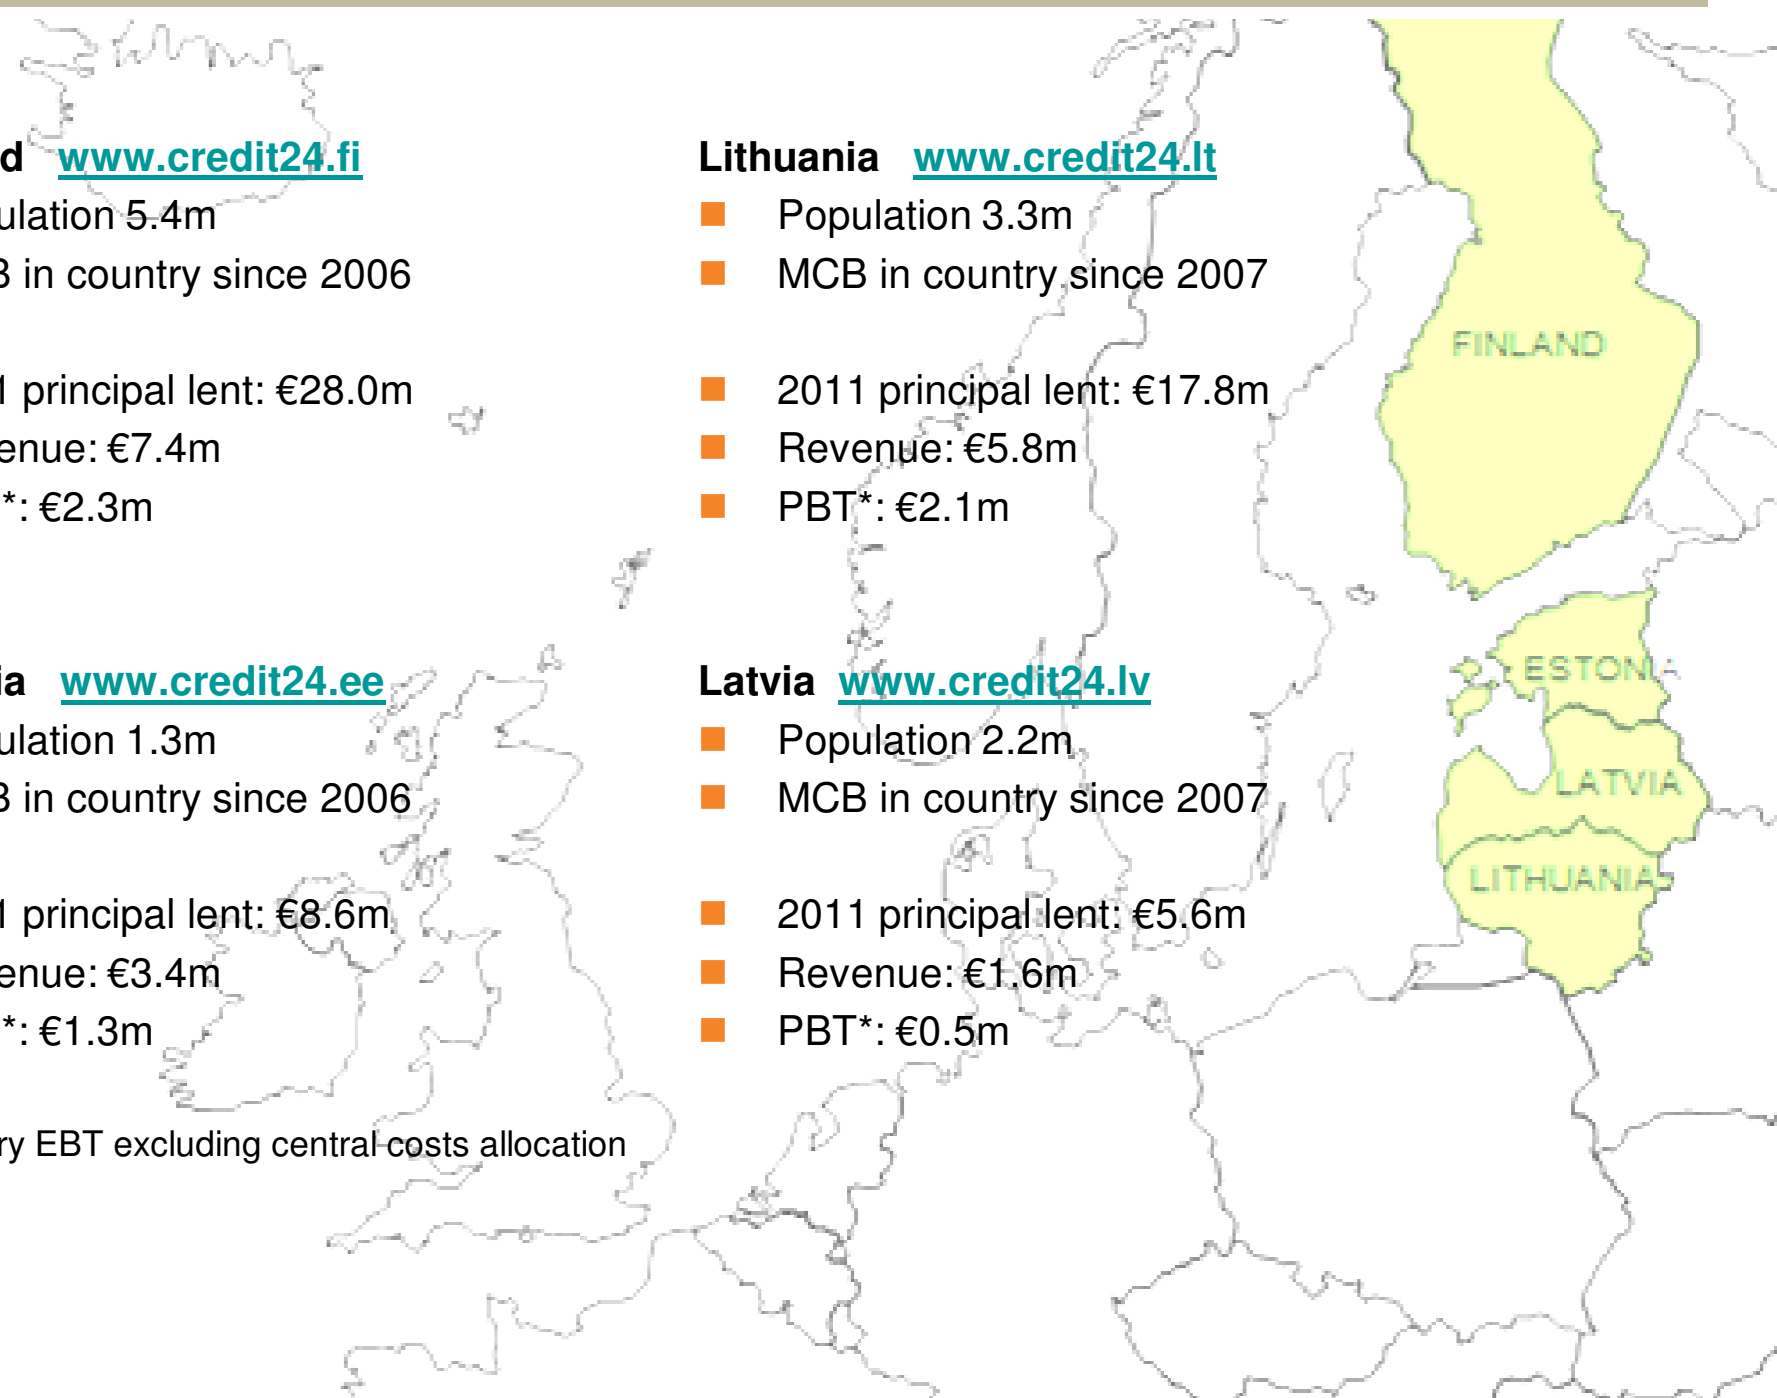 d www.credit24.fi
ulation 5.4m
B in country since 2006
1 principal lent: €28.0m
enue: €7.4m
*: €2.3m
ia www.credit24.ee
ulation 1.3m
B in country since 2006
1 principal lent: €8.6m
enue: €3.4m
*: €1.3m
ry EBT excluding central costs allocation
Lithuania www.credit24.lt
Population 3.3m
MCB in country since 2007
2011 principal lent: €17.8m
Revenue: €5.8m
PBT*: €2.1m
Latvia www.credit24.lv
Population 2.2m
MCB in country since 2007
2011 principal lent: €5.6m
Revenue: €1.6m
PBT*: €0.5m
FINLAND
ESTONIA
LATVIA
LITHUANIA